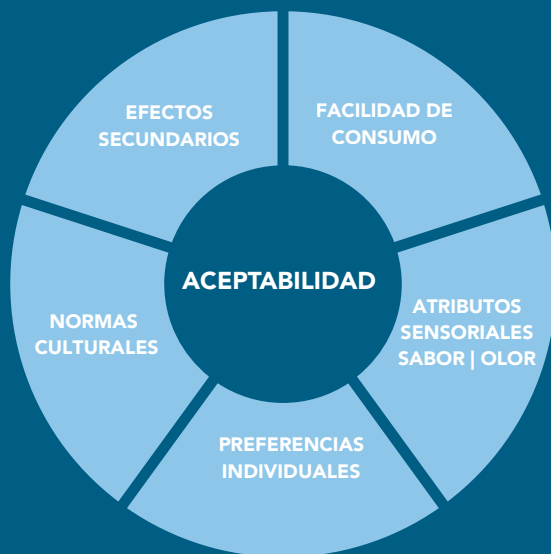 EFECTOS
SECUNDARIOS
FACILIDAD DE
CONSUMO
ACEPTABILIDAD
NORMAS
CULTURALES
ATRIBUTOS
SENSORIALES
SABOR | OLOR
PREFERENCIAS
INDIVIDUALES